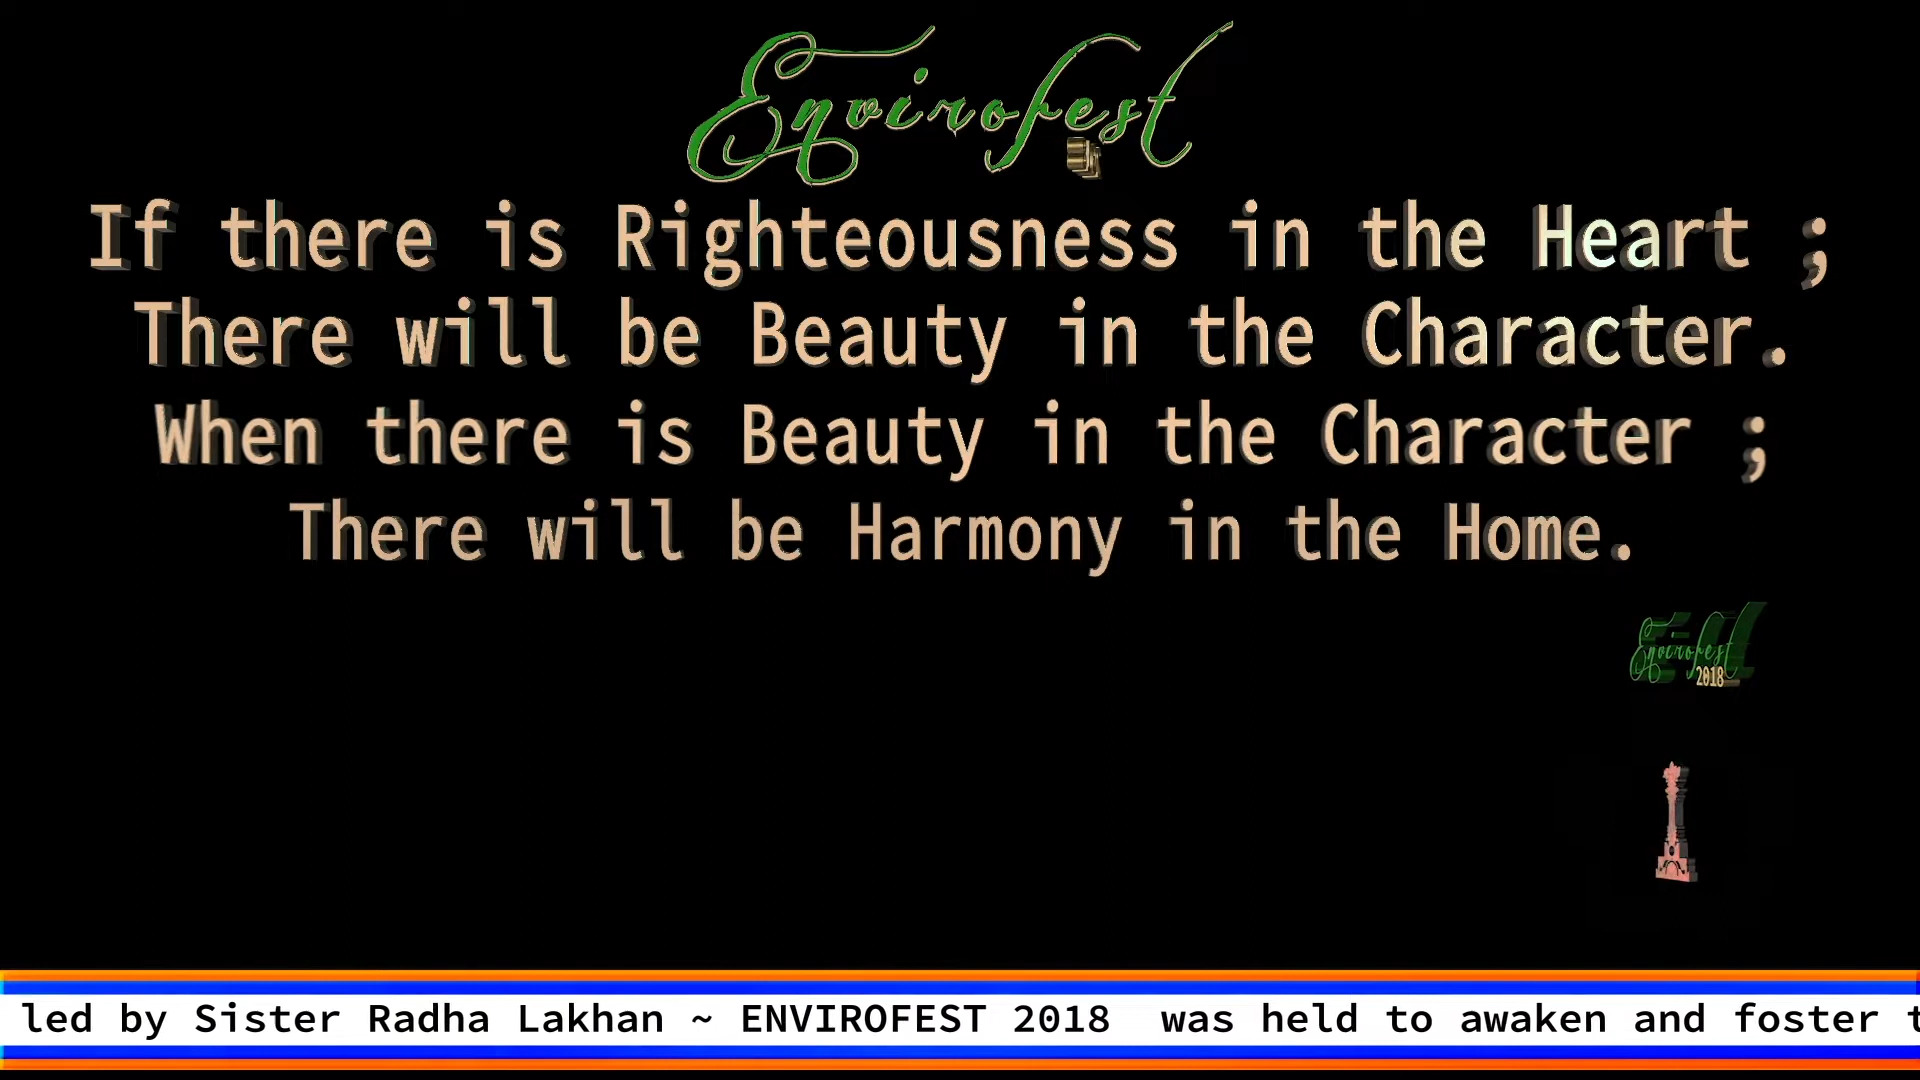 Envirofest
If there is Righteousness in the Heart ;
There will be Beauty in the Character.
When there is Beauty in the Character ;
There will be Harmony in the Home.
Envirofest
2018
led by Sister Radha Lakhan ~ ENVIROFEST 2018 was held to awaken and foster